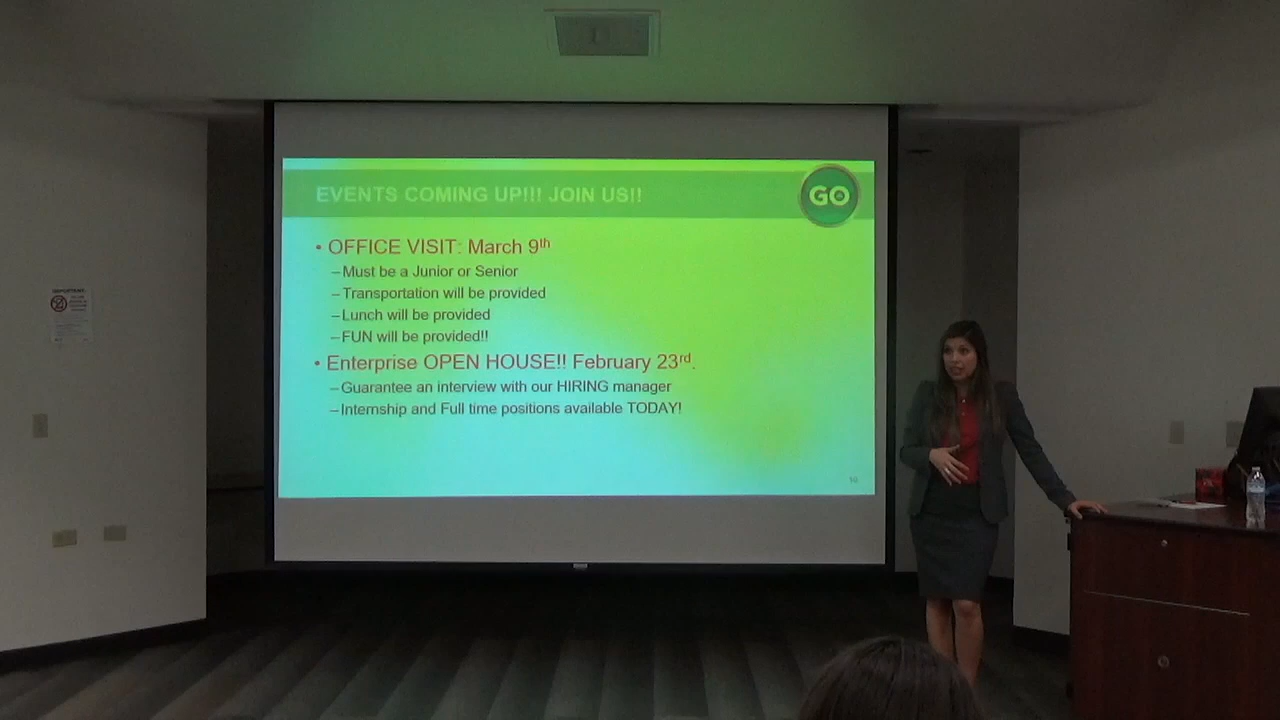 EVENTS COMING UP!!! JOIN US!!
GO
• OFFICE VISIT: March 9th
–Must be a Junior or Senior
–Transportation will be provided
–Lunch will be provided
–FUN will be provided!!
• Enterprise OPEN HOUSE!! February 23rd.
–Guarantee an interview with our HIRING manager
–Internship and Full time positions available TODAY!
IMPORTANT: